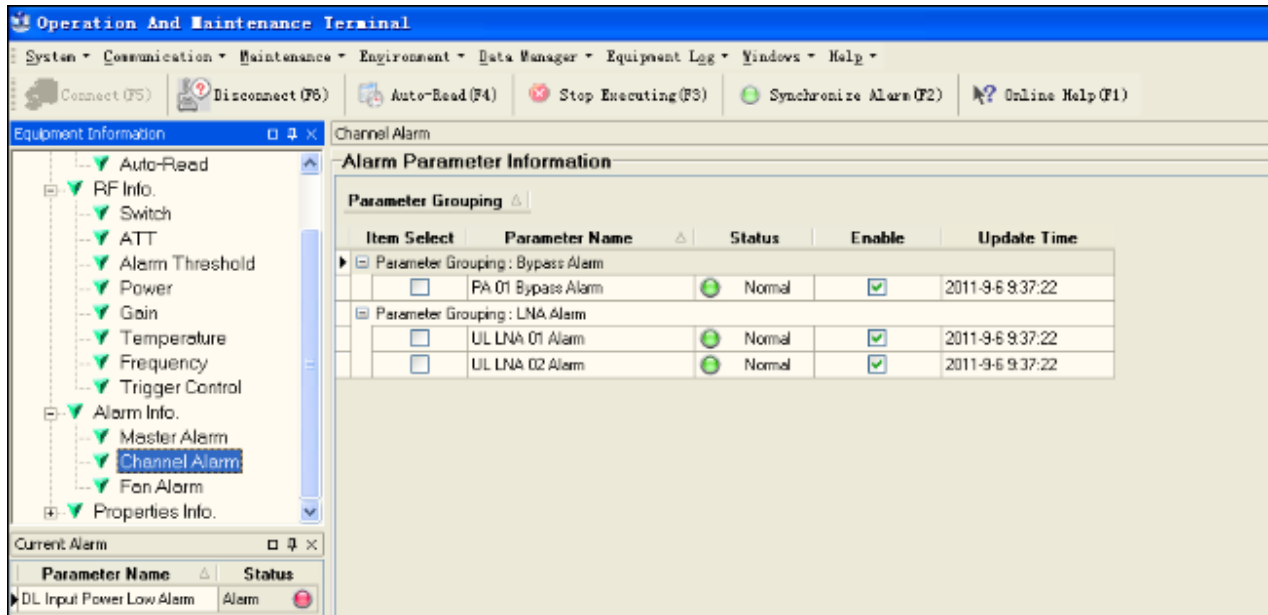 Operation And Maintenance Terminal
System Communication Maintenance Environment Data Manager Equipment Log Windows Help
Connect(F5) Disconnect(F6) Auto-Read(F4) Stop Executing(F3) Synchronize Alarm(F2) Online Help(F1)
Equipment Information
Auto-Read
RF Info.
Switch
ATT
Alarm Threshold
Power
Gain
Temperature
Frequency
Trigger Control
Alarm Info.
Master Alarm
Channel Alarm
Fan Alarm
Properties Info.
Current Alarm
Parameter Name Status
DL Input Power Low Alarm Alarm
Channel Alarm
Alarm Parameter Information
Parameter Grouping
Item Select Parameter Name Status Enable Update Time
Parameter Grouping : Bypass Alarm
PA 01 Bypass Alarm Normal 2011-9-6 9:37:22
Parameter Grouping : LNA Alarm
UL LNA 01 Alarm Normal 2011-9-6 9:37:22
UL LNA 02 Alarm Normal 2011-9-6 9:37:22